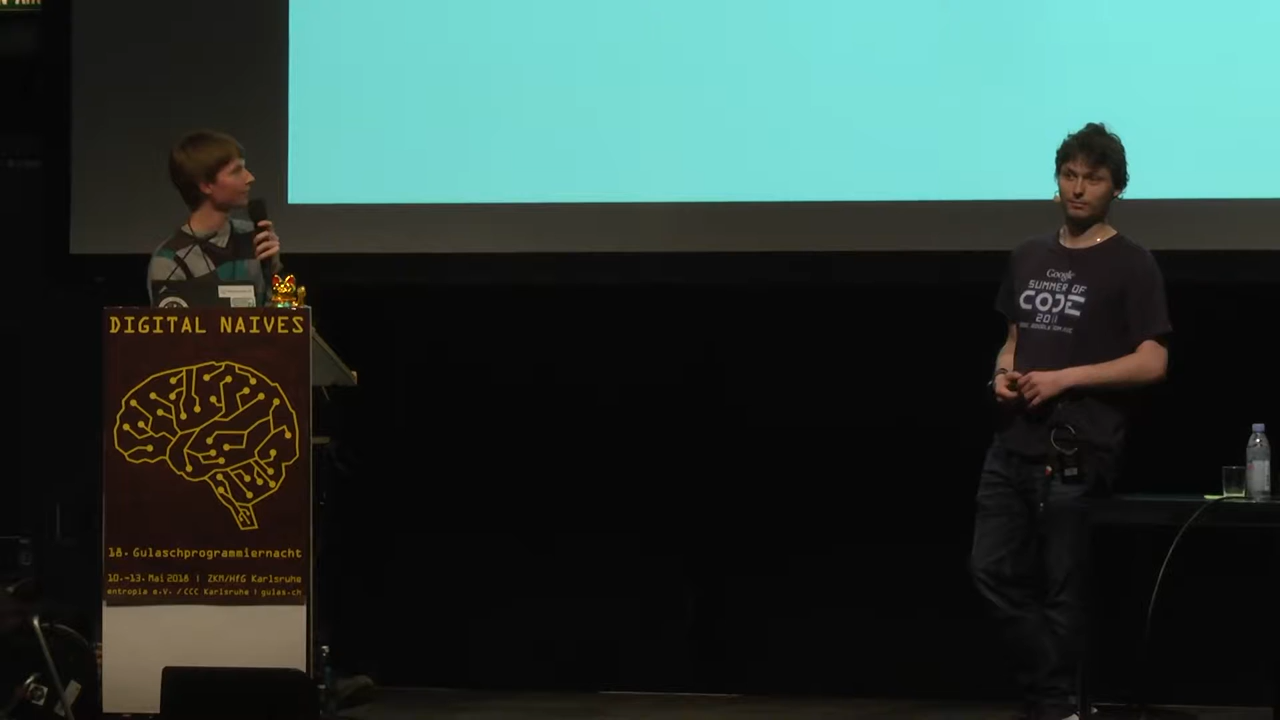 DIGITAL NAIVES
18. Gulaschprogrammiernacht
10.-13. Mai 2018 | ZKM/HfG Karlsruhe
entropia e.V. / CCC Karlsruhe | gulas.ch
Google
SUMMER OF
CODE